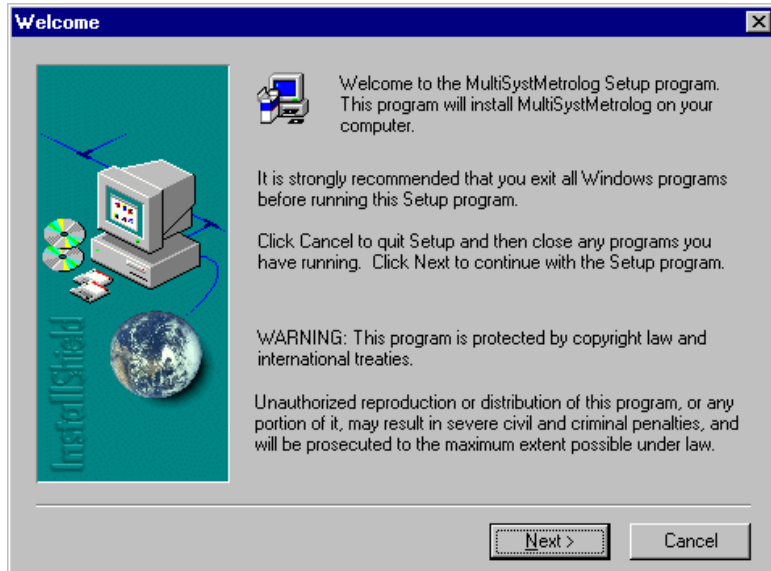 Welcome
Welcome to the MultiSystMetrolog Setup program.
This program will install MultiSystMetrolog on your
computer.
It is strongly recommended that you exit all Windows programs
before running this Setup program.
Click Cancel to quit Setup and then close any programs you
have running.  Click Next to continue with the Setup program.
WARNING: This program is protected by copyright law and
international treaties.
Unauthorized reproduction or distribution of this program, or any
portion of it, may result in severe civil and criminal penalties, and
will be prosecuted to the maximum extent possible under law.
InstallShield
Next >
Cancel